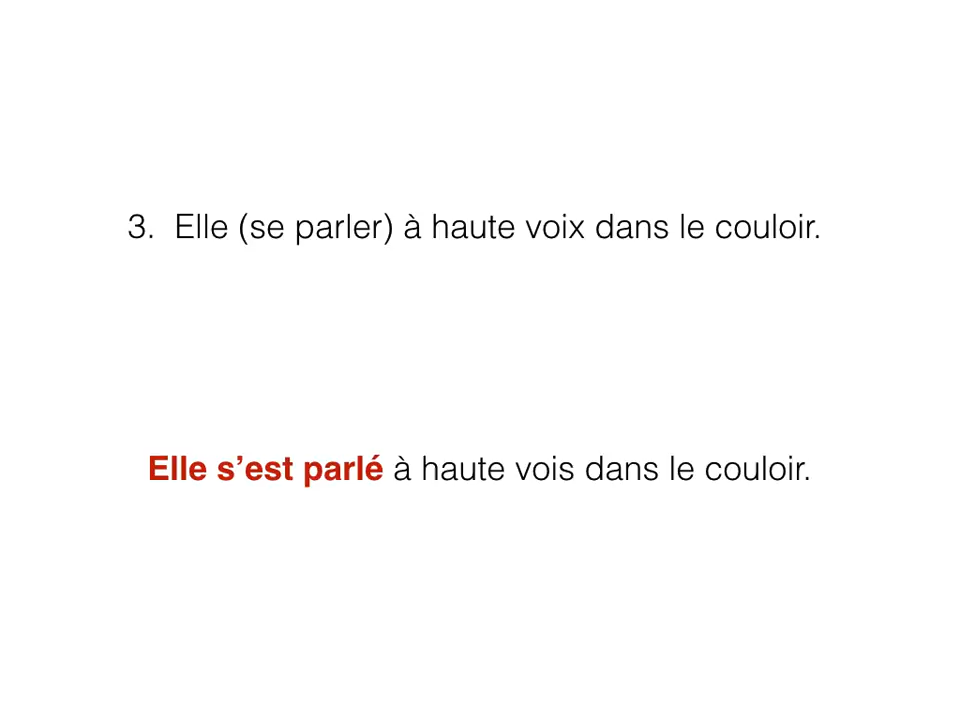 3. Elle (se parler) à haute voix dans le couloir.
Elle s’est parlé à haute vois dans le couloir.